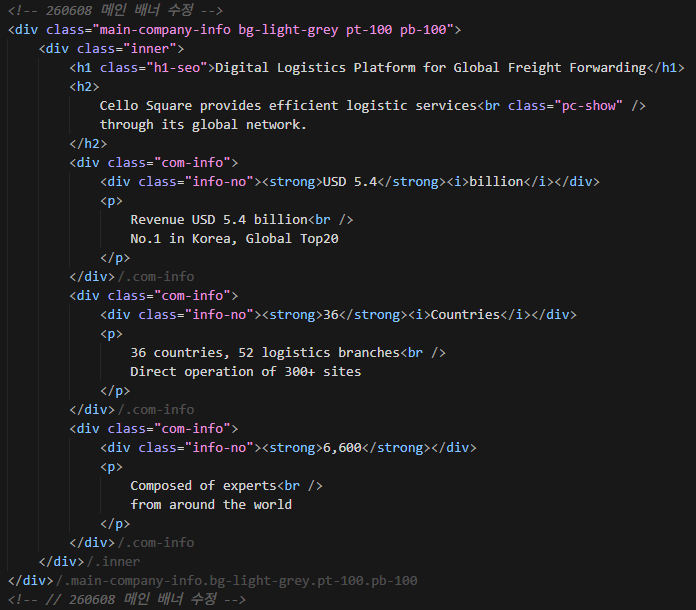 <!-- 260608 메인 배너 수정 -->
<div class="main-company-info bg-light-grey pt-100 pb-100">
<div class="inner">
<h1 class="h1-seo">Digital Logistics Platform for Global Freight Forwarding</h1>
<h2>
Cello Square provides efficient logistic services<br class="pc-show" />
through its global network.
</h2>
<div class="com-info">
<div class="info-no"><strong>USD 5.4</strong><i>billion</i></div>
<p>
Revenue USD 5.4 billion<br />
No.1 in Korea, Global Top20
</p>
</div>/.com-info
<div class="com-info">
<div class="info-no"><strong>36</strong><i>Countries</i></div>
<p>
36 countries, 52 logistics branches<br />
Direct operation of 300+ sites
</p>
</div>/.com-info
<div class="com-info">
<div class="info-no"><strong>6,600</strong></div>
<p>
Composed of experts<br />
from around the world
</p>
</div>/.com-info
</div>/.inner
</div>/.main-company-info.bg-light-grey.pt-100.pb-100
<!-- // 260608 메인 배너 수정 -->